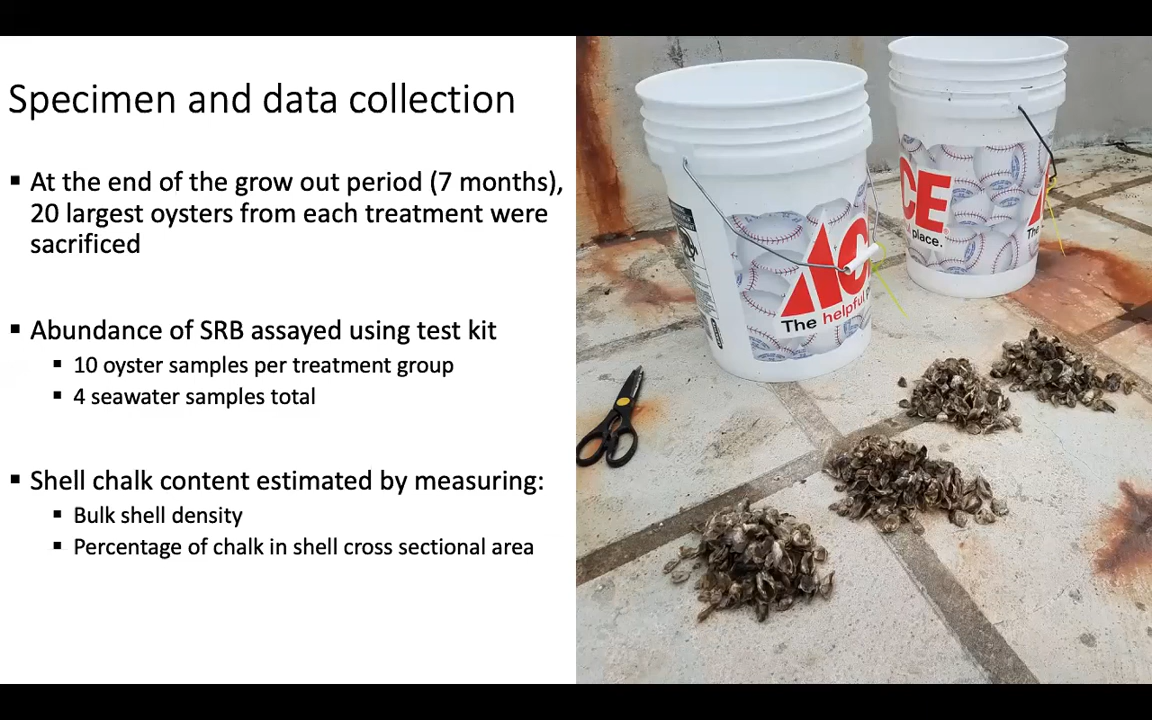 Specimen and data collection
▪ At the end of the grow out period (7 months),
20 largest oysters from each treatment were
sacrificed
▪ Abundance of SRB assayed using test kit
▪ 10 oyster samples per treatment group
▪ 4 seawater samples total
▪ Shell chalk content estimated by measuring:
▪ Bulk shell density
▪ Percentage of chalk in shell cross sectional area
AC
The helpful
CE
place.
The